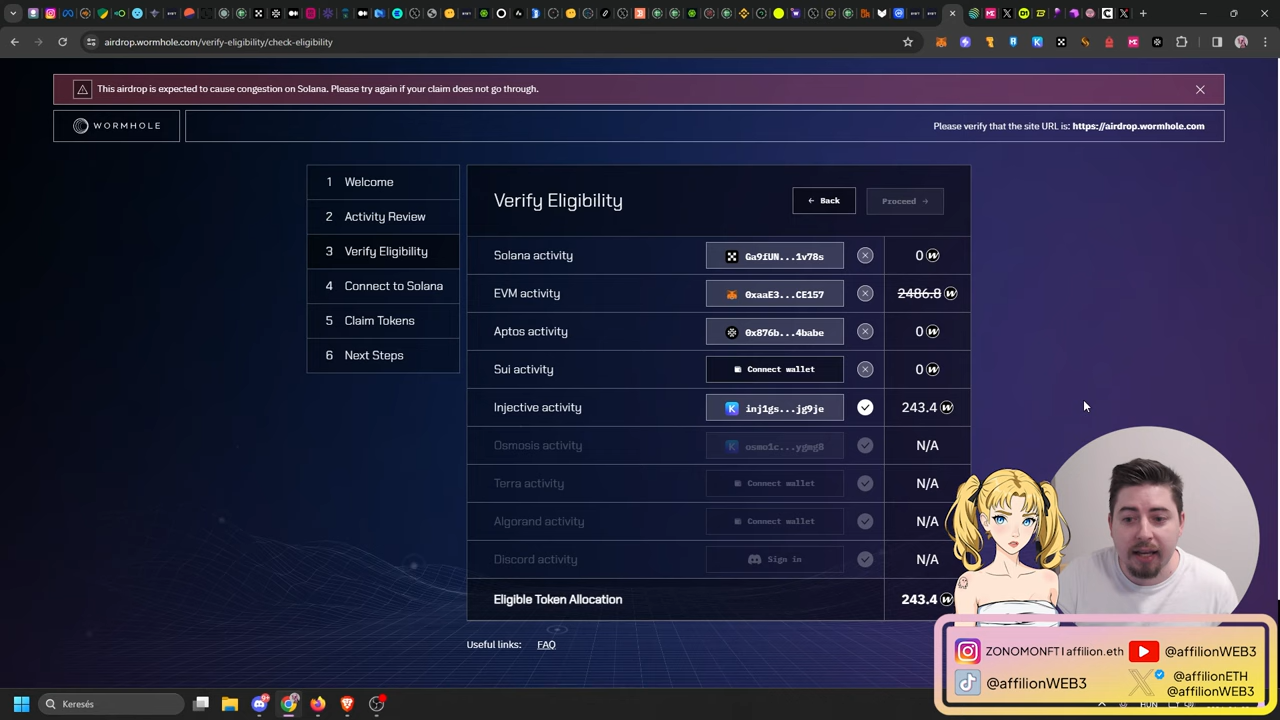 airdrop.wormhole.com/verify-eligibility/check-eligibility
This airdrop is expected to cause congestion on Solana. Please try again if your claim does not go through.
WORMHOLE
Please verify that the site URL is: https://airdrop.wormhole.com
1 Welcome
2 Activity Review
3 Verify Eligibility
4 Connect to Solana
5 Claim Tokens
6 Next Steps
Verify Eligibility
← Back
Proceed →
Solana activity Ga9fUN...1v78s 0
EVM activity 0xaaE3...CE157 2486.8
Aptos activity 0x876b...4babe 0
Sui activity Connect wallet 0
Injective activity inj1gs...jg9je 243.4
Osmosis activity osmo1c...ygmg8 N/A
Terra activity Connect wallet N/A
Algorand activity Connect wallet N/A
Discord activity Sign in N/A
Eligible Token Allocation 243.4
Useful links: FAQ
ZONOMONFT | affilion.eth
@affilionWEB3
@affilionWEB3
@affilionETH
@affilionWEB3
Keresés
HUN